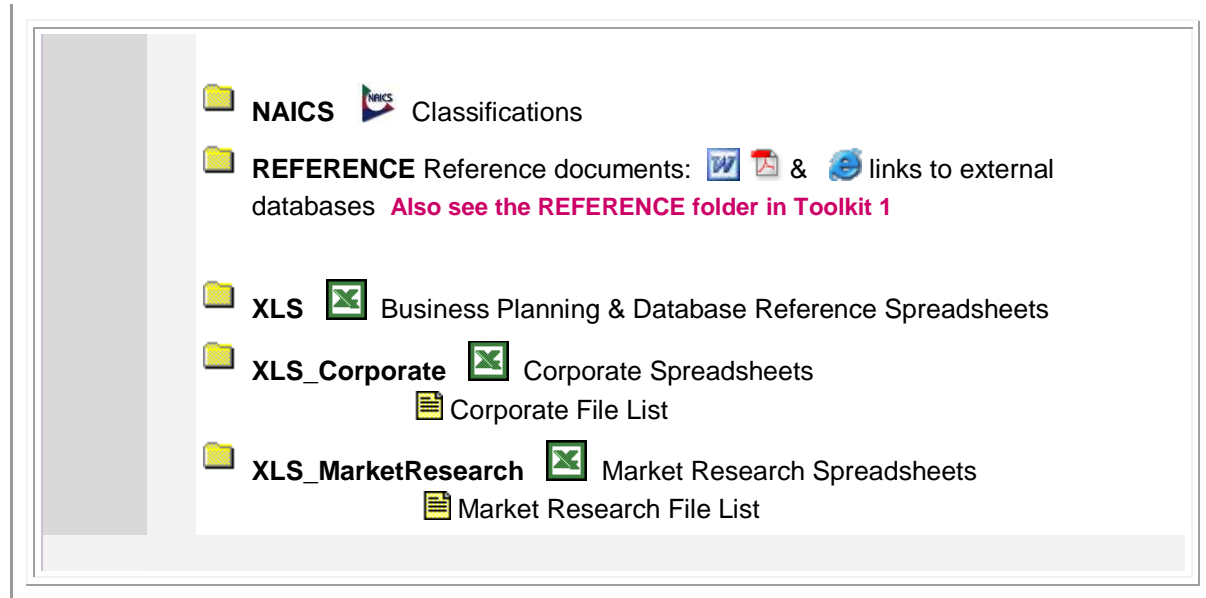 NAICS NAICS Classifications
REFERENCE Reference documents: W & e links to external
databases Also see the REFERENCE folder in Toolkit 1
XLS X Business Planning & Database Reference Spreadsheets
XLS_Corporate X Corporate Spreadsheets
Corporate File List
XLS_MarketResearch X Market Research Spreadsheets
Market Research File List